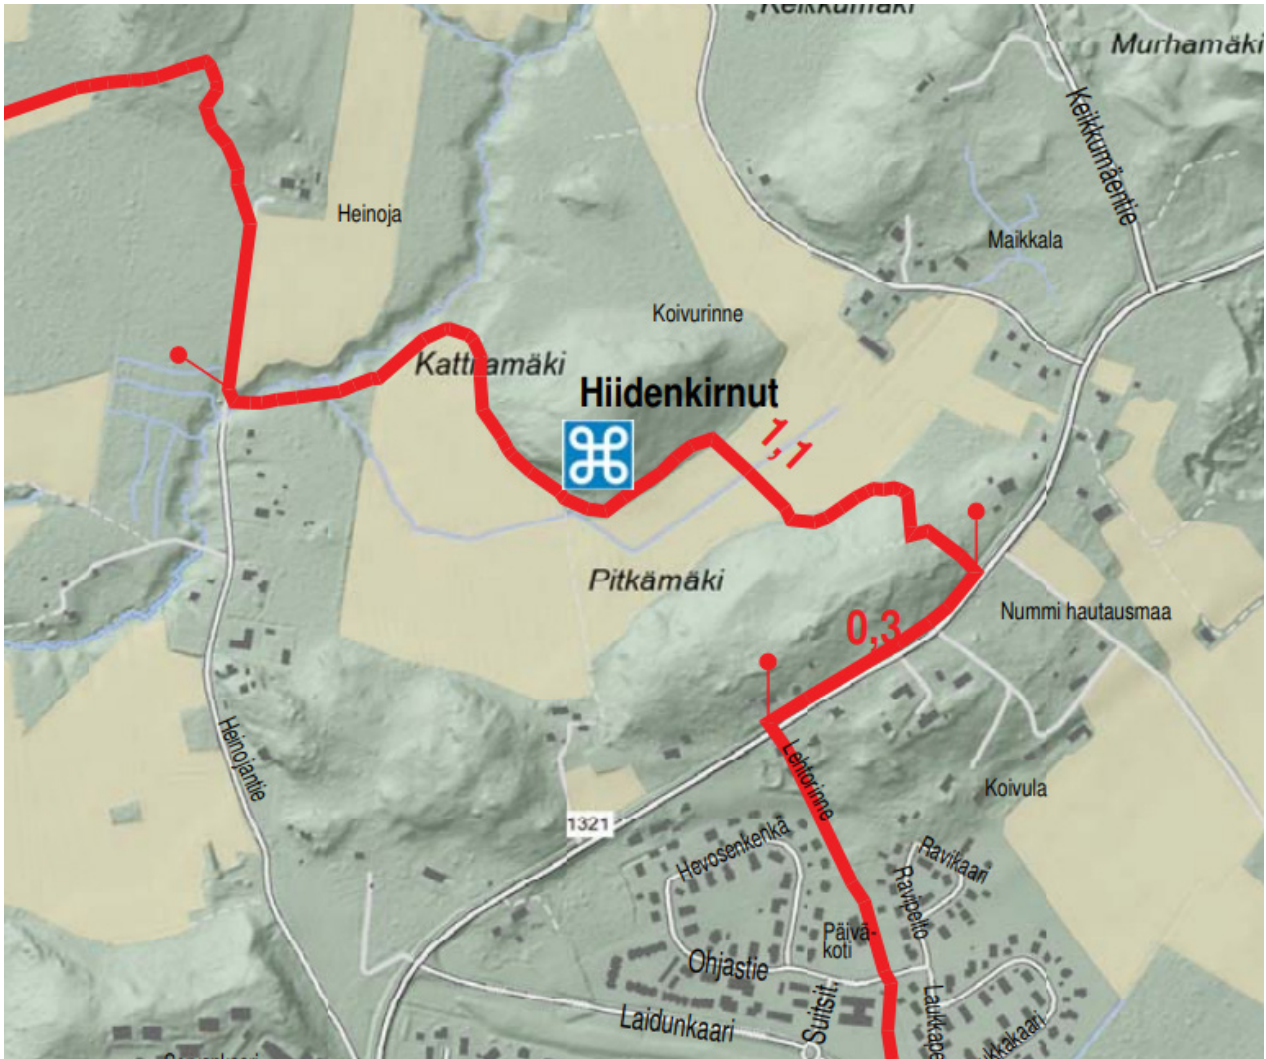 Keikkumäki
Murhamäki
Keikkumäentie
Heinoja
Maikkala
Koivurinne
Kattilamäki
Hiidenkirnut
1,1
Pitkämäki
Nummi hautausmaa
0,3
Heinojantie
Lehtorinne
Koivula
1321
Hevosenkenkä
Ravikaari
Ravipelto
Päivä-
koti
Ohjastie
Suitsit.
Laidunkaari